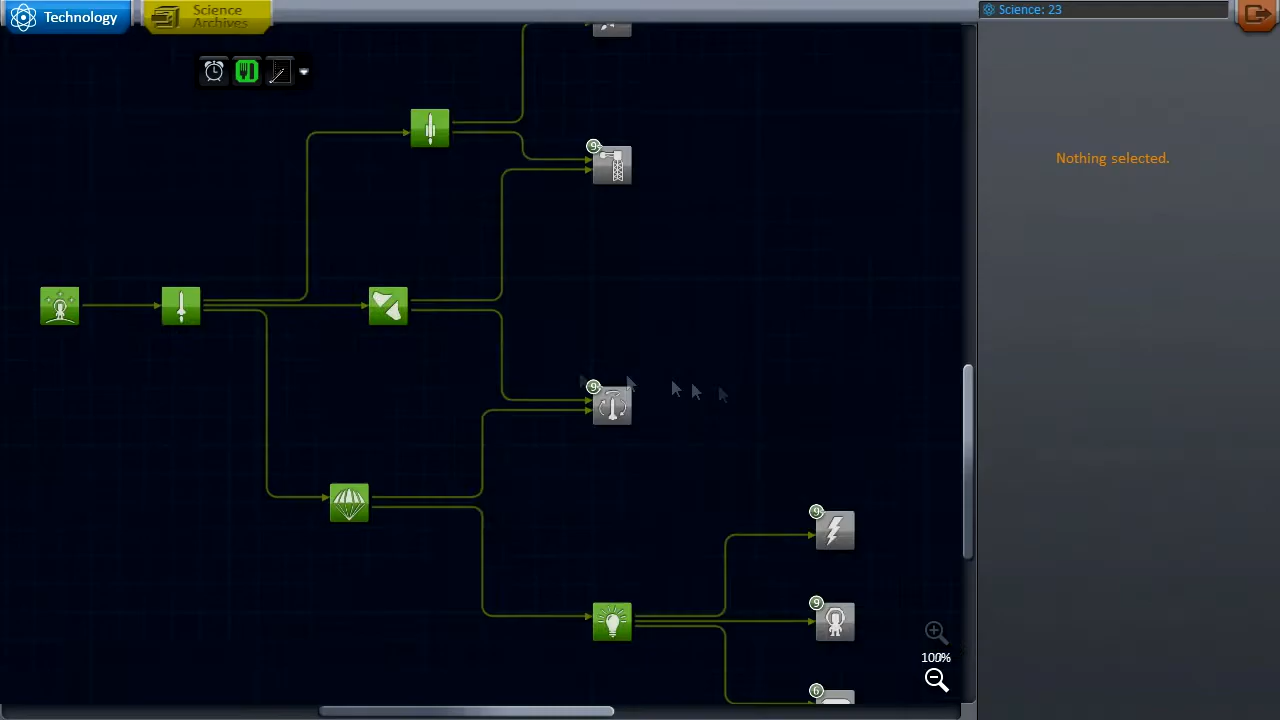 Technology
Science
Archives
Science: 23
Nothing selected.
9
9
9
9
6
100%